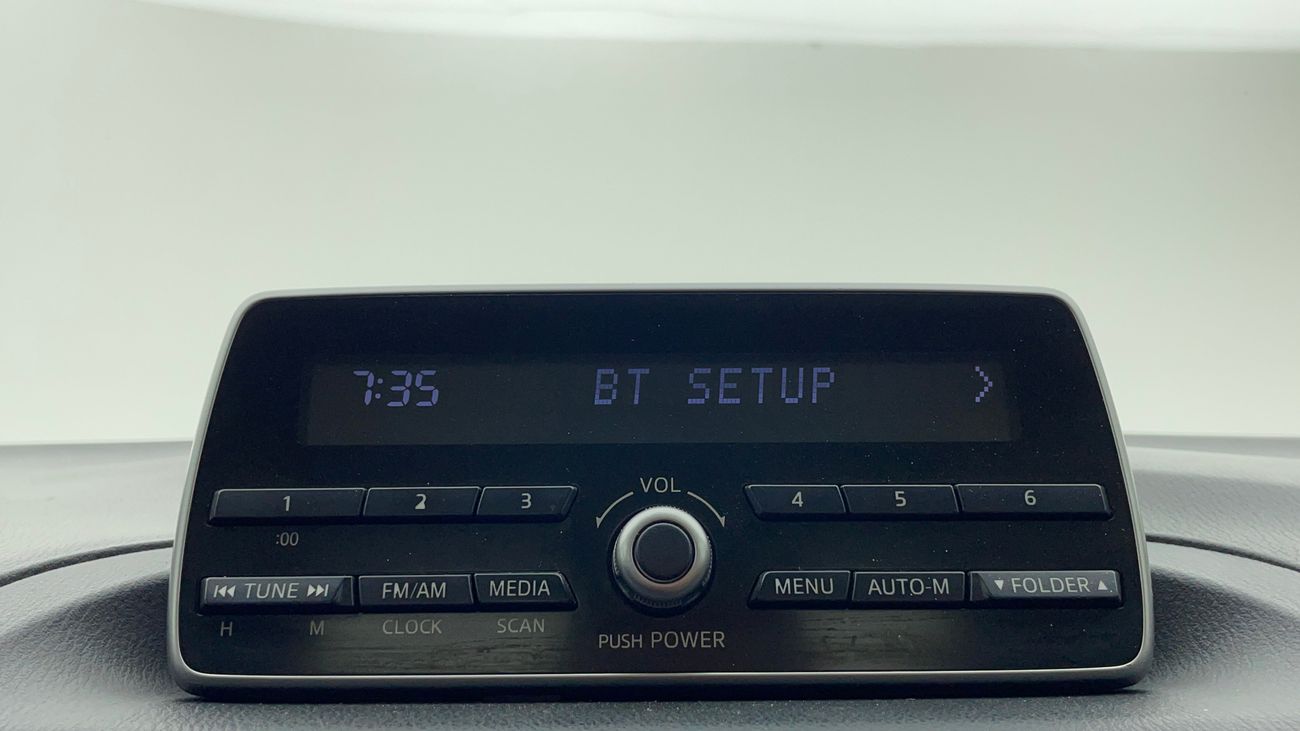 7:35 BT SETUP >
1 2 3 VOL 4 5 6
:00
⏮ TUNE ⏭ FM/AM MEDIA MENU AUTO-M ▼ FOLDER ▲
H M CLOCK SCAN PUSH POWER